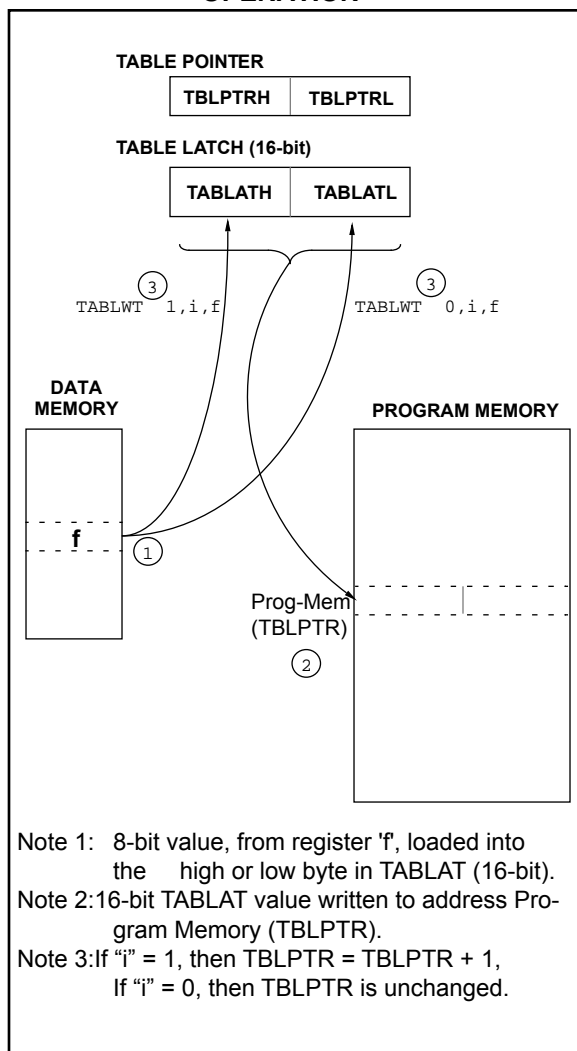 TABLE POINTER
TBLPTRH TBLPTRL
TABLE LATCH (16-bit)
TABLATH TABLATL
3 3
TABLWT 1,i,f TABLWT 0,i,f
DATA
MEMORY
PROGRAM MEMORY
f
1
Prog-Mem
(TBLPTR)
2
Note 1: 8-bit value, from register 'f', loaded into
the high or low byte in TABLAT (16-bit).
Note 2:16-bit TABLAT value written to address Pro-
gram Memory (TBLPTR).
Note 3:If “i” = 1, then TBLPTR = TBLPTR + 1,
If “i” = 0, then TBLPTR is unchanged.